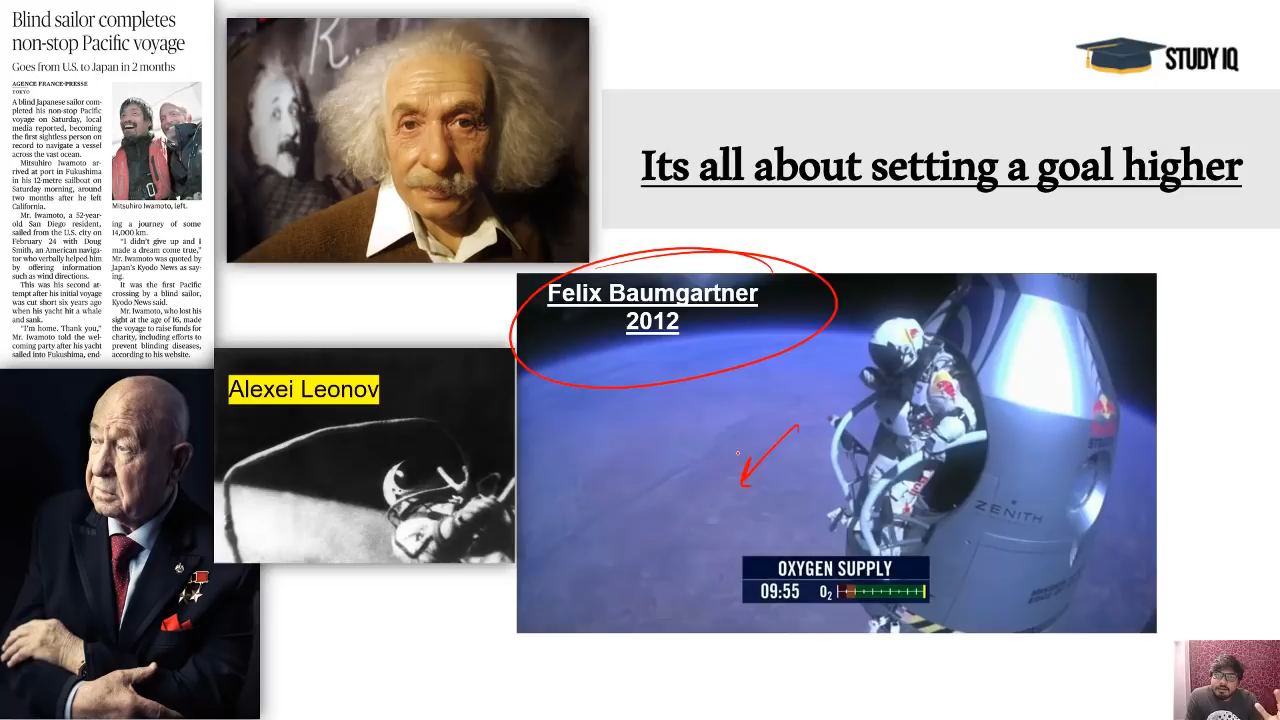 Blind sailor completes
non-stop Pacific voyage
Goes from U.S. to Japan in 2 months
AGENCE FRANCE-PRESSE
TOKYO
A blind Japanese sailor com-
pleted his non-stop Pacific
voyage on Saturday, local
media reported, becoming
the first sightless person on
record to navigate a vessel
across the vast ocean.
Mitsuhiro Iwamoto ar-
rived at port in Fukushima
in his 12-metre sailboat on
Saturday morning, around
two months after he left
California.
Mr. Iwamoto, a 52-year-
old San Diego resident,
sailed from the U.S. city on
February 24 with Doug
Smith, an American naviga-
tor who verbally helped him
by offering information
such as wind directions.
This was his second at-
tempt after his initial voyage
was cut short six years ago
when his yacht hit a whale
and sank.
"I'm home. Thank you,"
Mr. Iwamoto told the wel-
coming party after his yacht
sailed into Fukushima, end-
Mitsuhiro Iwamoto, left.
ing a journey of some
14,000 km.
"I didn't give up and I
made a dream come true,"
Mr. Iwamoto was quoted by
Japan's Kyodo News as say-
ing.
It was the first Pacific
crossing by a blind sailor,
Kyodo News said.
Mr. Iwamoto, who lost his
sight at the age of 16, made
the voyage to raise funds for
charity, including efforts to
prevent blinding diseases,
according to his website.
STUDY IQ
Its all about setting a goal higher
Alexei Leonov
Felix Baumgartner
2012
ZENITH
OXYGEN SUPPLY
09:55 O2